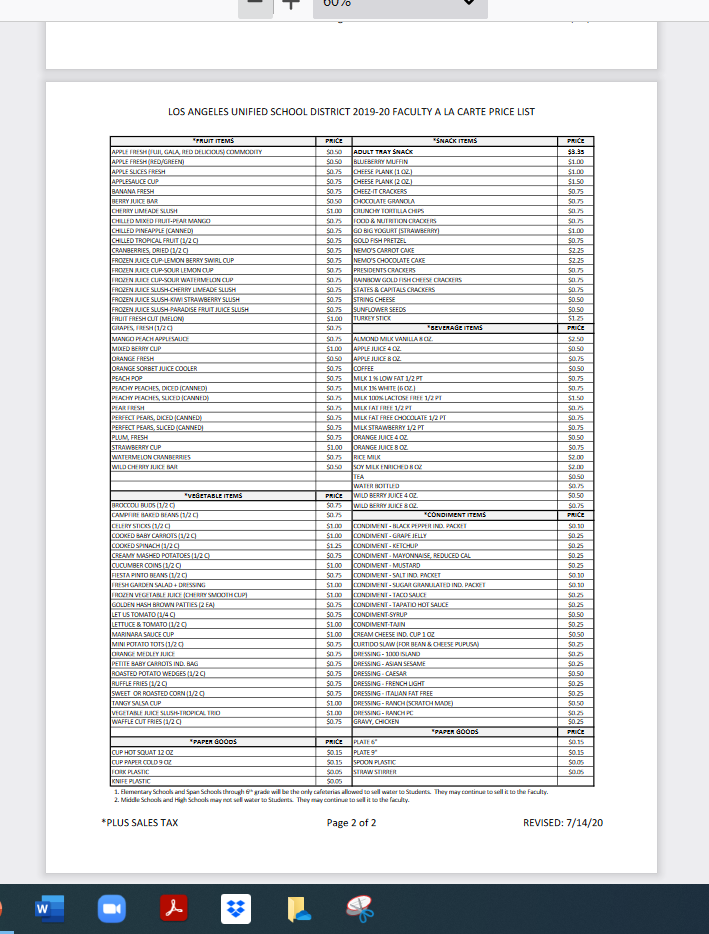 60%
LOS ANGELES UNIFIED SCHOOL DISTRICT 2019-20 FACULTY A LA CARTE PRICE LIST
*FRUIT ITEMS PRICE *SNACK ITEMS PRICE
APPLE FRESH (FUJI, GALA, RED DELICIOUS) COMMODITY $0.50 ADULT TRAY SNACK $3.35
APPLE FRESH (RED/GREEN) $0.50 BLUEBERRY MUFFIN $1.00
APPLE SLICES FRESH $0.75 CHEESE PLANK (1 OZ.) $1.00
APPLESAUCE CUP $0.75 CHEESE PLANK (2 OZ.) $1.50
BANANA FRESH $0.75 CHEEZ-IT CRACKERS $0.75
BERRY JUICE BAR $0.50 CHOCOLATE GRANOLA $0.75
CHERRY LIMEADE SLUSH $1.00 CRUNCHY TORTILLA CHIPS $0.75
CHILLED MIXED FRUIT-PEAR MANGO $0.75 FOOD & NUTRITION CRACKERS $0.75
CHILLED PINEAPPLE (CANNED) $0.75 GO BIG YOGURT (STRAWBERRY) $1.00
CHILLED TROPICAL FRUIT (1/2 C) $0.75 GOLD FISH PRETZEL $0.75
CRANBERRIES, DRIED (1/2 C) $0.75 NEMO'S CARROT CAKE $2.25
FROZEN JUICE CUP-LEMON BERRY SWIRL CUP $0.75 NEMO'S CHOCOLATE CAKE $2.25
FROZEN JUICE CUP-SOUR LEMON CUP $0.75 PRESIDENTS CRACKERS $0.75
FROZEN JUICE CUP-SOUR WATERMELON CUP $0.75 RAINBOW GOLD FISH CHEESE CRACKERS $0.75
FROZEN JUICE SLUSH-CHERRY LIMEADE SLUSH $0.75 STATES & CAPITALS CRACKERS $0.75
FROZEN JUICE SLUSH-KIWI STRAWBERRY SLUSH $0.75 STRING CHEESE $0.50
FROZEN JUICE SLUSH-PARADISE FRUIT JUICE SLUSH $0.75 SUNFLOWER SEEDS $0.50
FRUIT FRESH CUT (MELON) $1.00 TURKEY STICK $1.25
GRAPES, FRESH (1/2 C) $0.75 *BEVERAGE ITEMS PRICE
MANGO PEACH APPLESAUCE $0.75 ALMOND MILK VANILLA 8 OZ. $2.50
MIXED BERRY CUP $1.00 APPLE JUICE 4 OZ. $0.50
ORANGE FRESH $0.50 APPLE JUICE 8 OZ. $0.75
ORANGE SORBET JUICE COOLER $0.75 COFFEE $0.50
PEACH POP $0.75 MILK 1 % LOW FAT 1/2 PT $0.75
PEACHY PEACHES, DICED (CANNED) $0.75 MILK 1% WHITE (6 OZ.) $0.75
PEACHY PEACHES, SLICED (CANNED) $0.75 MILK 100% LACTOSE FREE 1/2 PT $1.50
PEAR FRESH $0.75 MILK FAT FREE 1/2 PT $0.75
PERFECT PEARS, DICED (CANNED) $0.75 MILK FAT FREE CHOCOLATE 1/2 PT $0.75
PERFECT PEARS, SLICED (CANNED) $0.75 MILK STRAWBERRY 1/2 PT $0.75
PLUM, FRESH $0.75 ORANGE JUICE 4 OZ. $0.50
STRAWBERRY CUP $1.00 ORANGE JUICE 8 OZ. $0.75
WATERMELON CRANBERRIES $0.75 RICE MILK $2.00
WILD CHERRY JUICE BAR $0.50 SOY MILK ENRICHED 8 OZ $2.00
TEA $0.50
WATER BOTTLED $0.75
*VEGETABLE ITEMS PRICE WILD BERRY JUICE 4 OZ. $0.50
BROCCOLI BUDS (1/2 C) $0.75 WILD BERRY JUICE 8 OZ. $0.75
CAMPFIRE BAKED BEANS (1/2 C) $0.75 *CONDIMENT ITEMS PRICE
CELERY STICKS (1/2 C) $1.00 CONDIMENT - BLACK PEPPER IND. PACKET $0.10
COOKED BABY CARROTS (1/2 C) $1.00 CONDIMENT - GRAPE JELLY $0.25
COOKED SPINACH (1/2 C) $1.25 CONDIMENT - KETCHUP $0.25
CREAMY MASHED POTATOES (1/2 C) $0.75 CONDIMENT - MAYONNAISE, REDUCED CAL $0.25
CUCUMBER COINS (1/2 C) $1.00 CONDIMENT - MUSTARD $0.25
FIESTA PINTO BEANS (1/2 C) $0.75 CONDIMENT - SALT IND. PACKET $0.10
FRESH GARDEN SALAD + DRESSING $1.00 CONDIMENT - SUGAR GRANULATED IND. PACKET $0.10
FROZEN VEGETABLE JUICE (CHERRY SMOOTH CUP) $1.00 CONDIMENT - TACO SAUCE $0.25
GOLDEN HASH BROWN PATTIES (2 EA) $0.75 CONDIMENT - TAPATIO HOT SAUCE $0.25
LET US TOMATO (1/4 C) $0.75 CONDIMENT-SYRUP $0.50
LETTUCE & TOMATO (1/2 C) $1.00 CONDIMENT-TAJIN $0.25
MARINARA SAUCE CUP $1.00 CREAM CHEESE IND. CUP 1 OZ $0.50
MINI POTATO TOTS (1/2 C) $0.75 CURTIDO SLAW (FOR BEAN & CHEESE PUPUSA) $0.25
ORANGE MEDLEY JUICE $0.75 DRESSING - 1000 ISLAND $0.25
PETITE BABY CARROTS IND. BAG $0.75 DRESSING - ASIAN SESAME $0.25
ROASTED POTATO WEDGES (1/2 C) $0.75 DRESSING - CAESAR $0.50
RUFFLE FRIES (1/2 C) $0.75 DRESSING - FRENCH LIGHT $0.25
SWEET OR ROASTED CORN (1/2 C) $0.75 DRESSING - ITALIAN FAT FREE $0.25
TANGY SALSA CUP $1.00 DRESSING - RANCH (SCRATCH MADE) $0.50
VEGETABLE JUICE SLUSH-TROPICAL TRIO $1.00 DRESSING - RANCH PC $0.25
WAFFLE CUT FRIES (1/2 C) $0.75 GRAVY, CHICKEN $0.25
*PAPER GOODS PRICE
*PAPER GOODS PRICE PLATE 6" $0.15
CUP HOT SQUAT 12 OZ $0.15 PLATE 9" $0.15
CUP PAPER COLD 9 OZ $0.15 SPOON PLASTIC $0.05
FORK PLASTIC $0.05 STRAW STIRRER $0.05
KNIFE PLASTIC $0.05
1. Elementary Schools and Span Schools through 6th grade will be the only cafeterias allowed to sell water to Students. They may continue to sell it to the Faculty.
2. Middle Schools and High Schools may not sell water to Students. They may continue to sell it to the faculty.
*PLUS SALES TAX Page 2 of 2 REVISED: 7/14/20